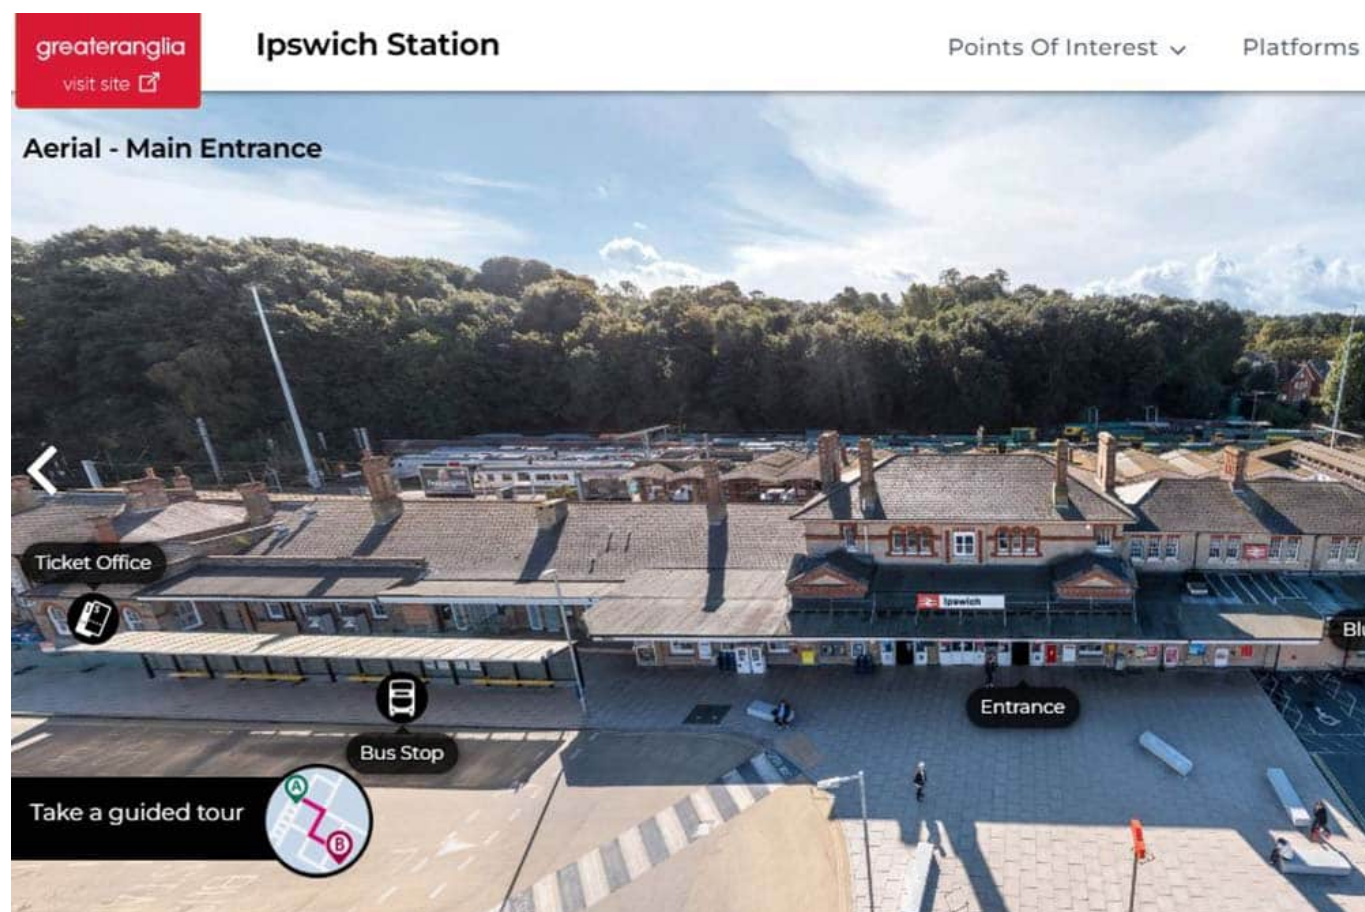 greateranglia
visit site
Ipswich Station
Points Of Interest
Platforms
Aerial - Main Entrance
Ticket Office
Ipswich
Bl
Entrance
Bus Stop
Take a guided tour
A
B